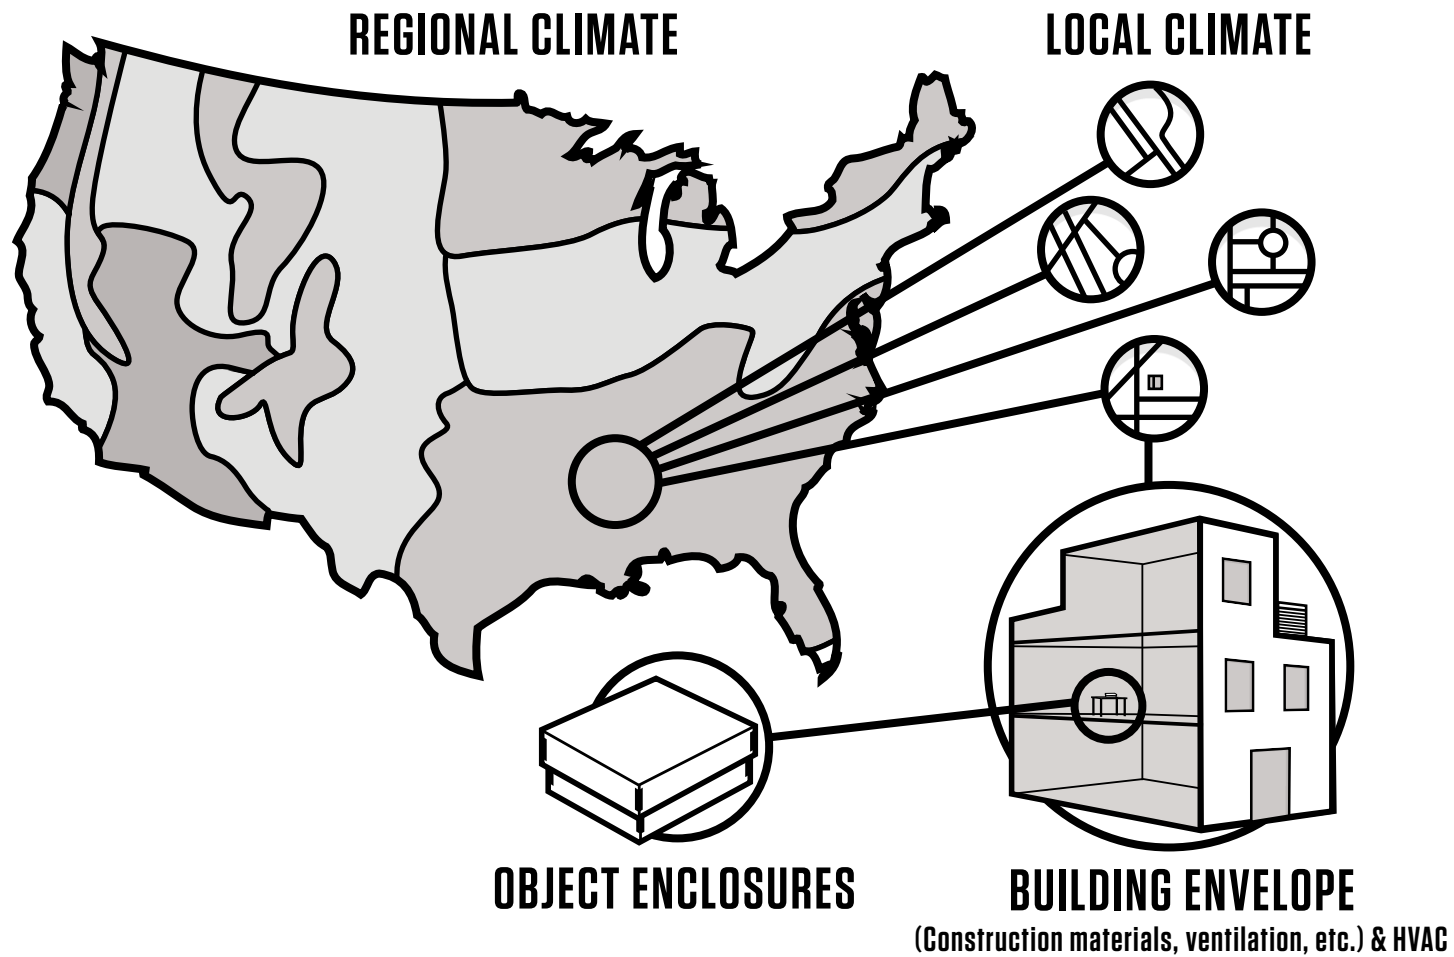 REGIONAL CLIMATE
LOCAL CLIMATE
OBJECT ENCLOSURES
BUILDING ENVELOPE
(Construction materials, ventilation, etc.) & HVAC